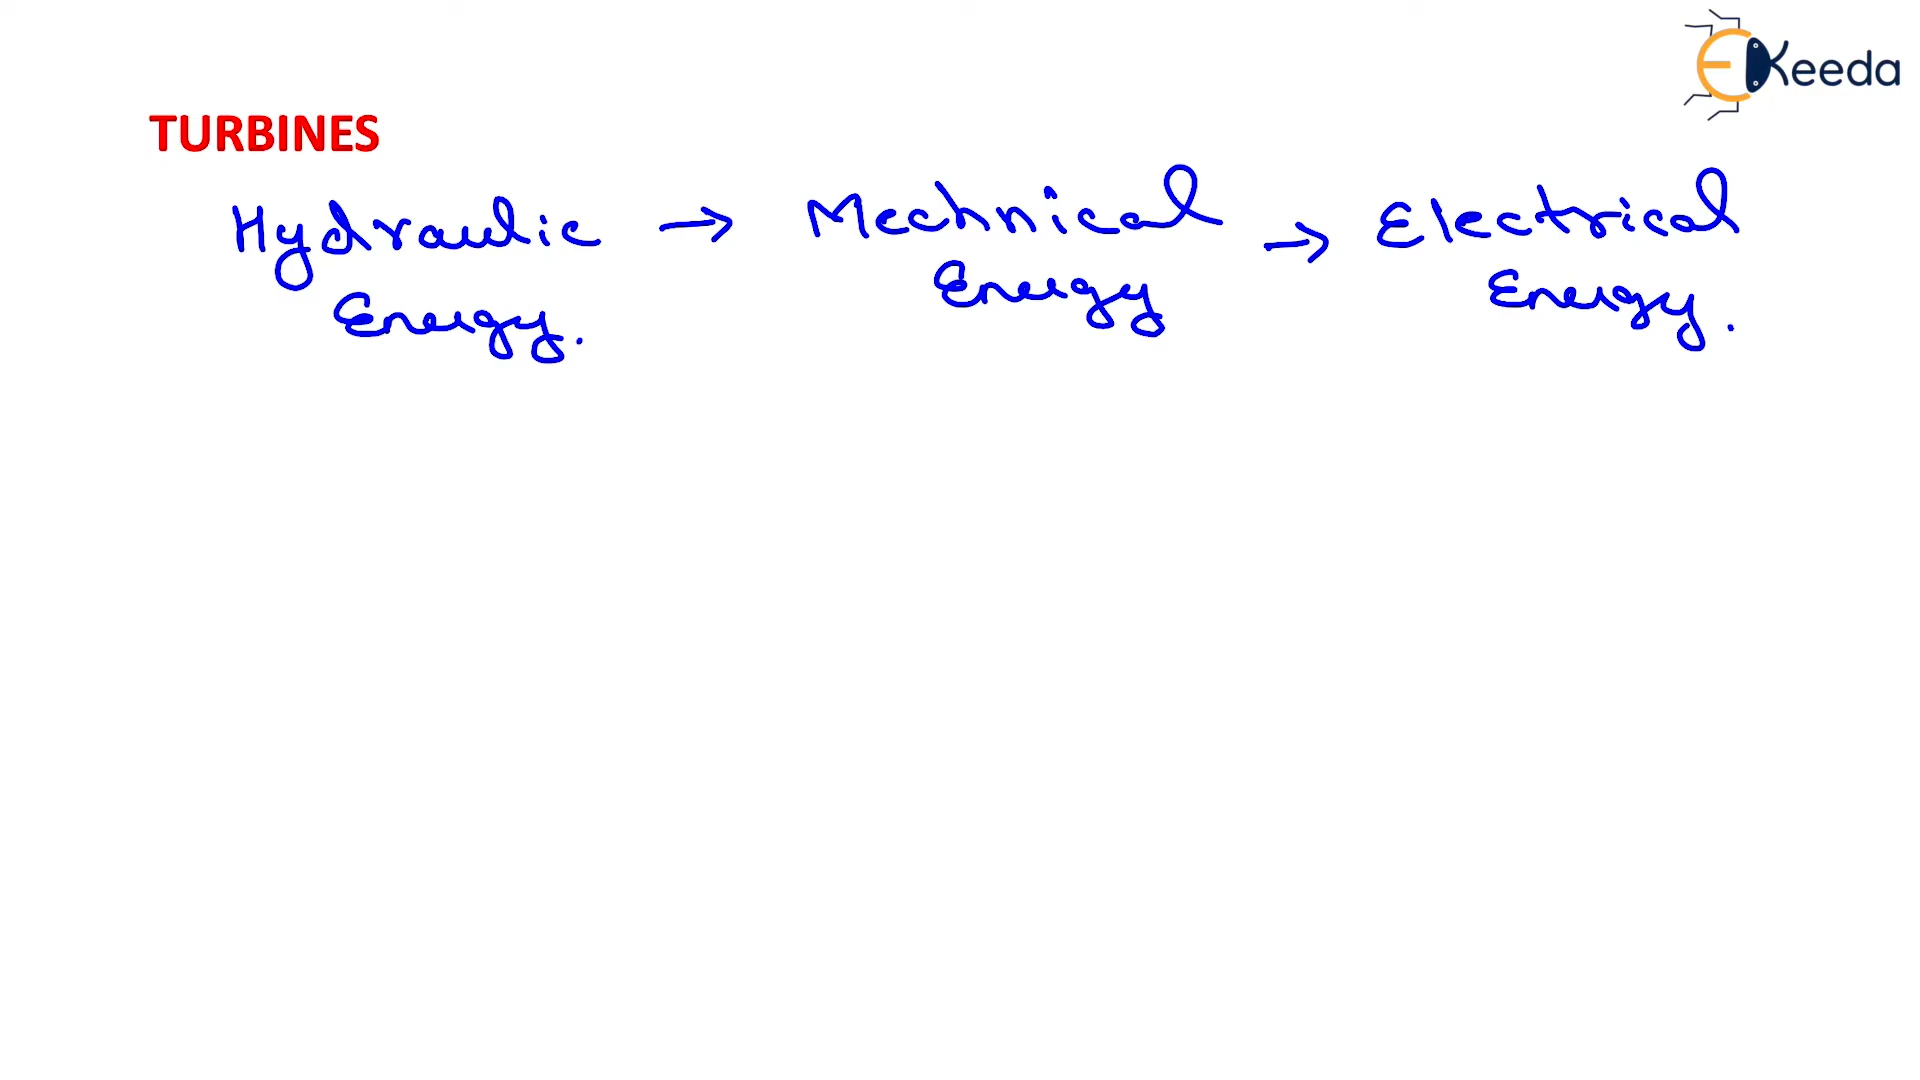 EKeeda
TURBINES
Hydraulic → Mechnical → Electrical
Energy. Energy Energy.